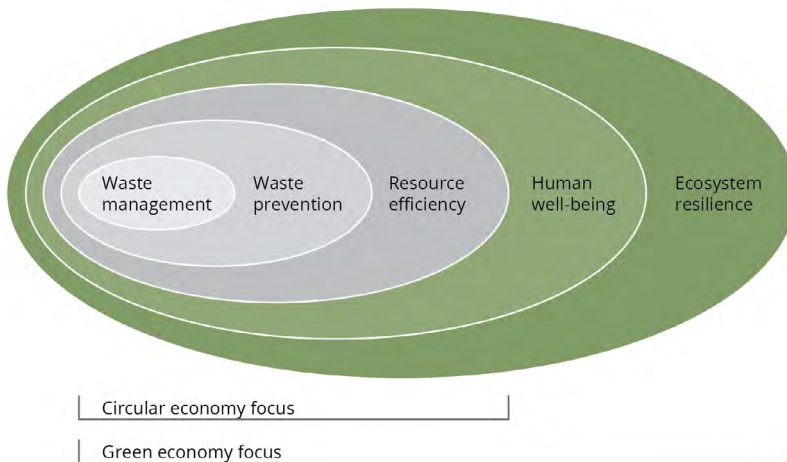 Waste
management
Waste
prevention
Resource
efficiency
Human
well-being
Ecosystem
resilience
Circular economy focus
Green economy focus